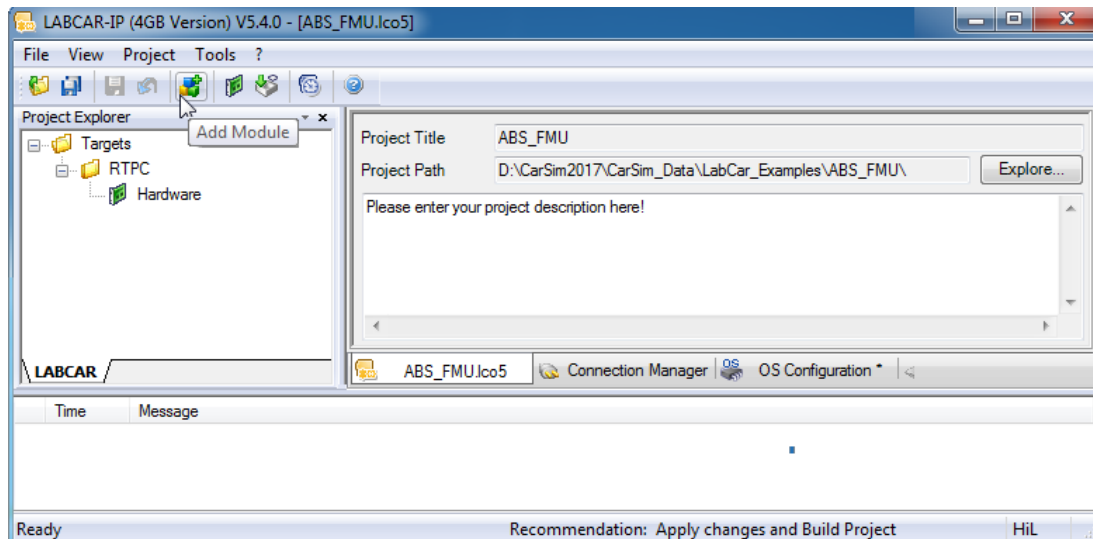 LABCAR-IP (4GB Version) V5.4.0 - [ABS_FMU.lco5]
File View Project Tools ?
Project Explorer
Add Module
Targets
RTPC
Hardware
LABCAR
Project Title ABS_FMU
Project Path D:\CarSim2017\CarSim_Data\LabCar_Examples\ABS_FMU\ Explore...
Please enter your project description here!
ABS_FMU.lco5 Connection Manager OS OS Configuration *
Time Message
Ready Recommendation: Apply changes and Build Project HiL